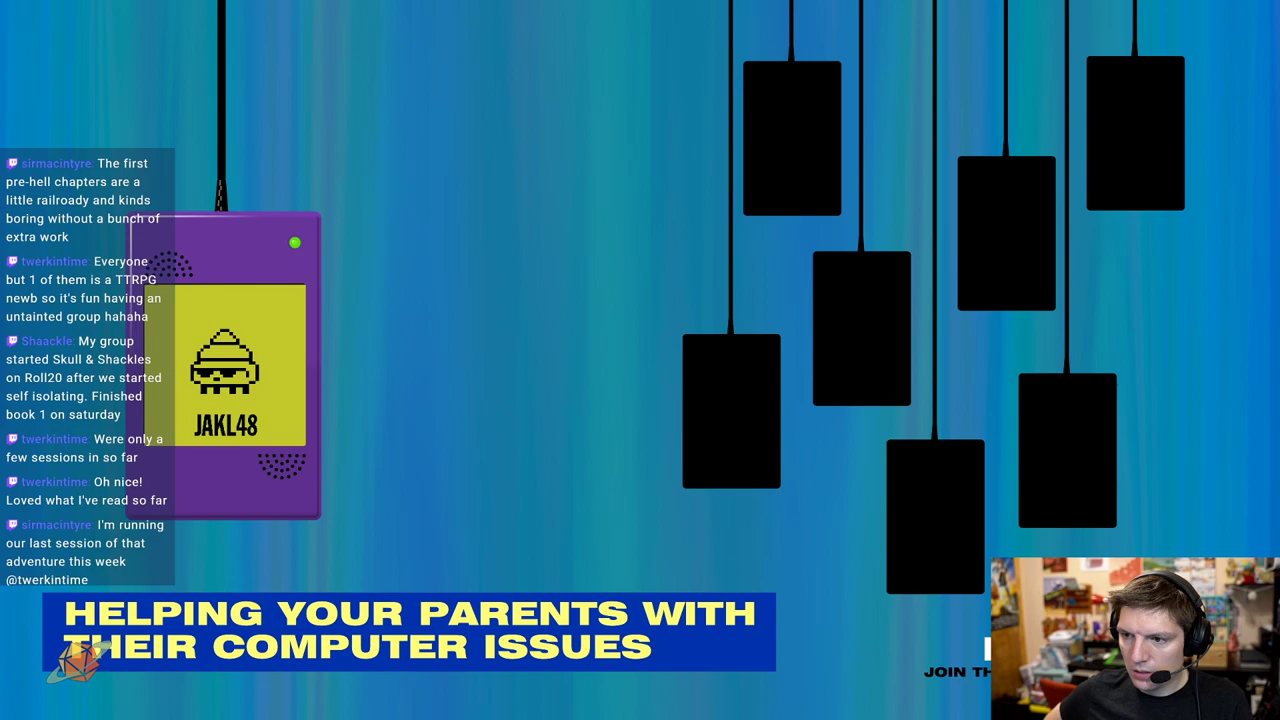 sirmacintyre: The first
pre-hell chapters are a
little railroady and kinds
boring without a bunch of
extra work
twerkintime: Everyone
but 1 of them is a TTRPG
newb so it's fun having an
untainted group hahaha
Shaackle: My group
started Skull & Shackles
on Roll20 after we started
self isolating. Finished
book 1 on saturday
twerkintime: Were only a
few sessions in so far
twerkintime: Oh nice!
Loved what I've read so far
sirmacintyre: I'm running
our last session of that
adventure this week
@twerkintime
JAKL48
HELPING YOUR PARENTS WITH
THEIR COMPUTER ISSUES
JOIN